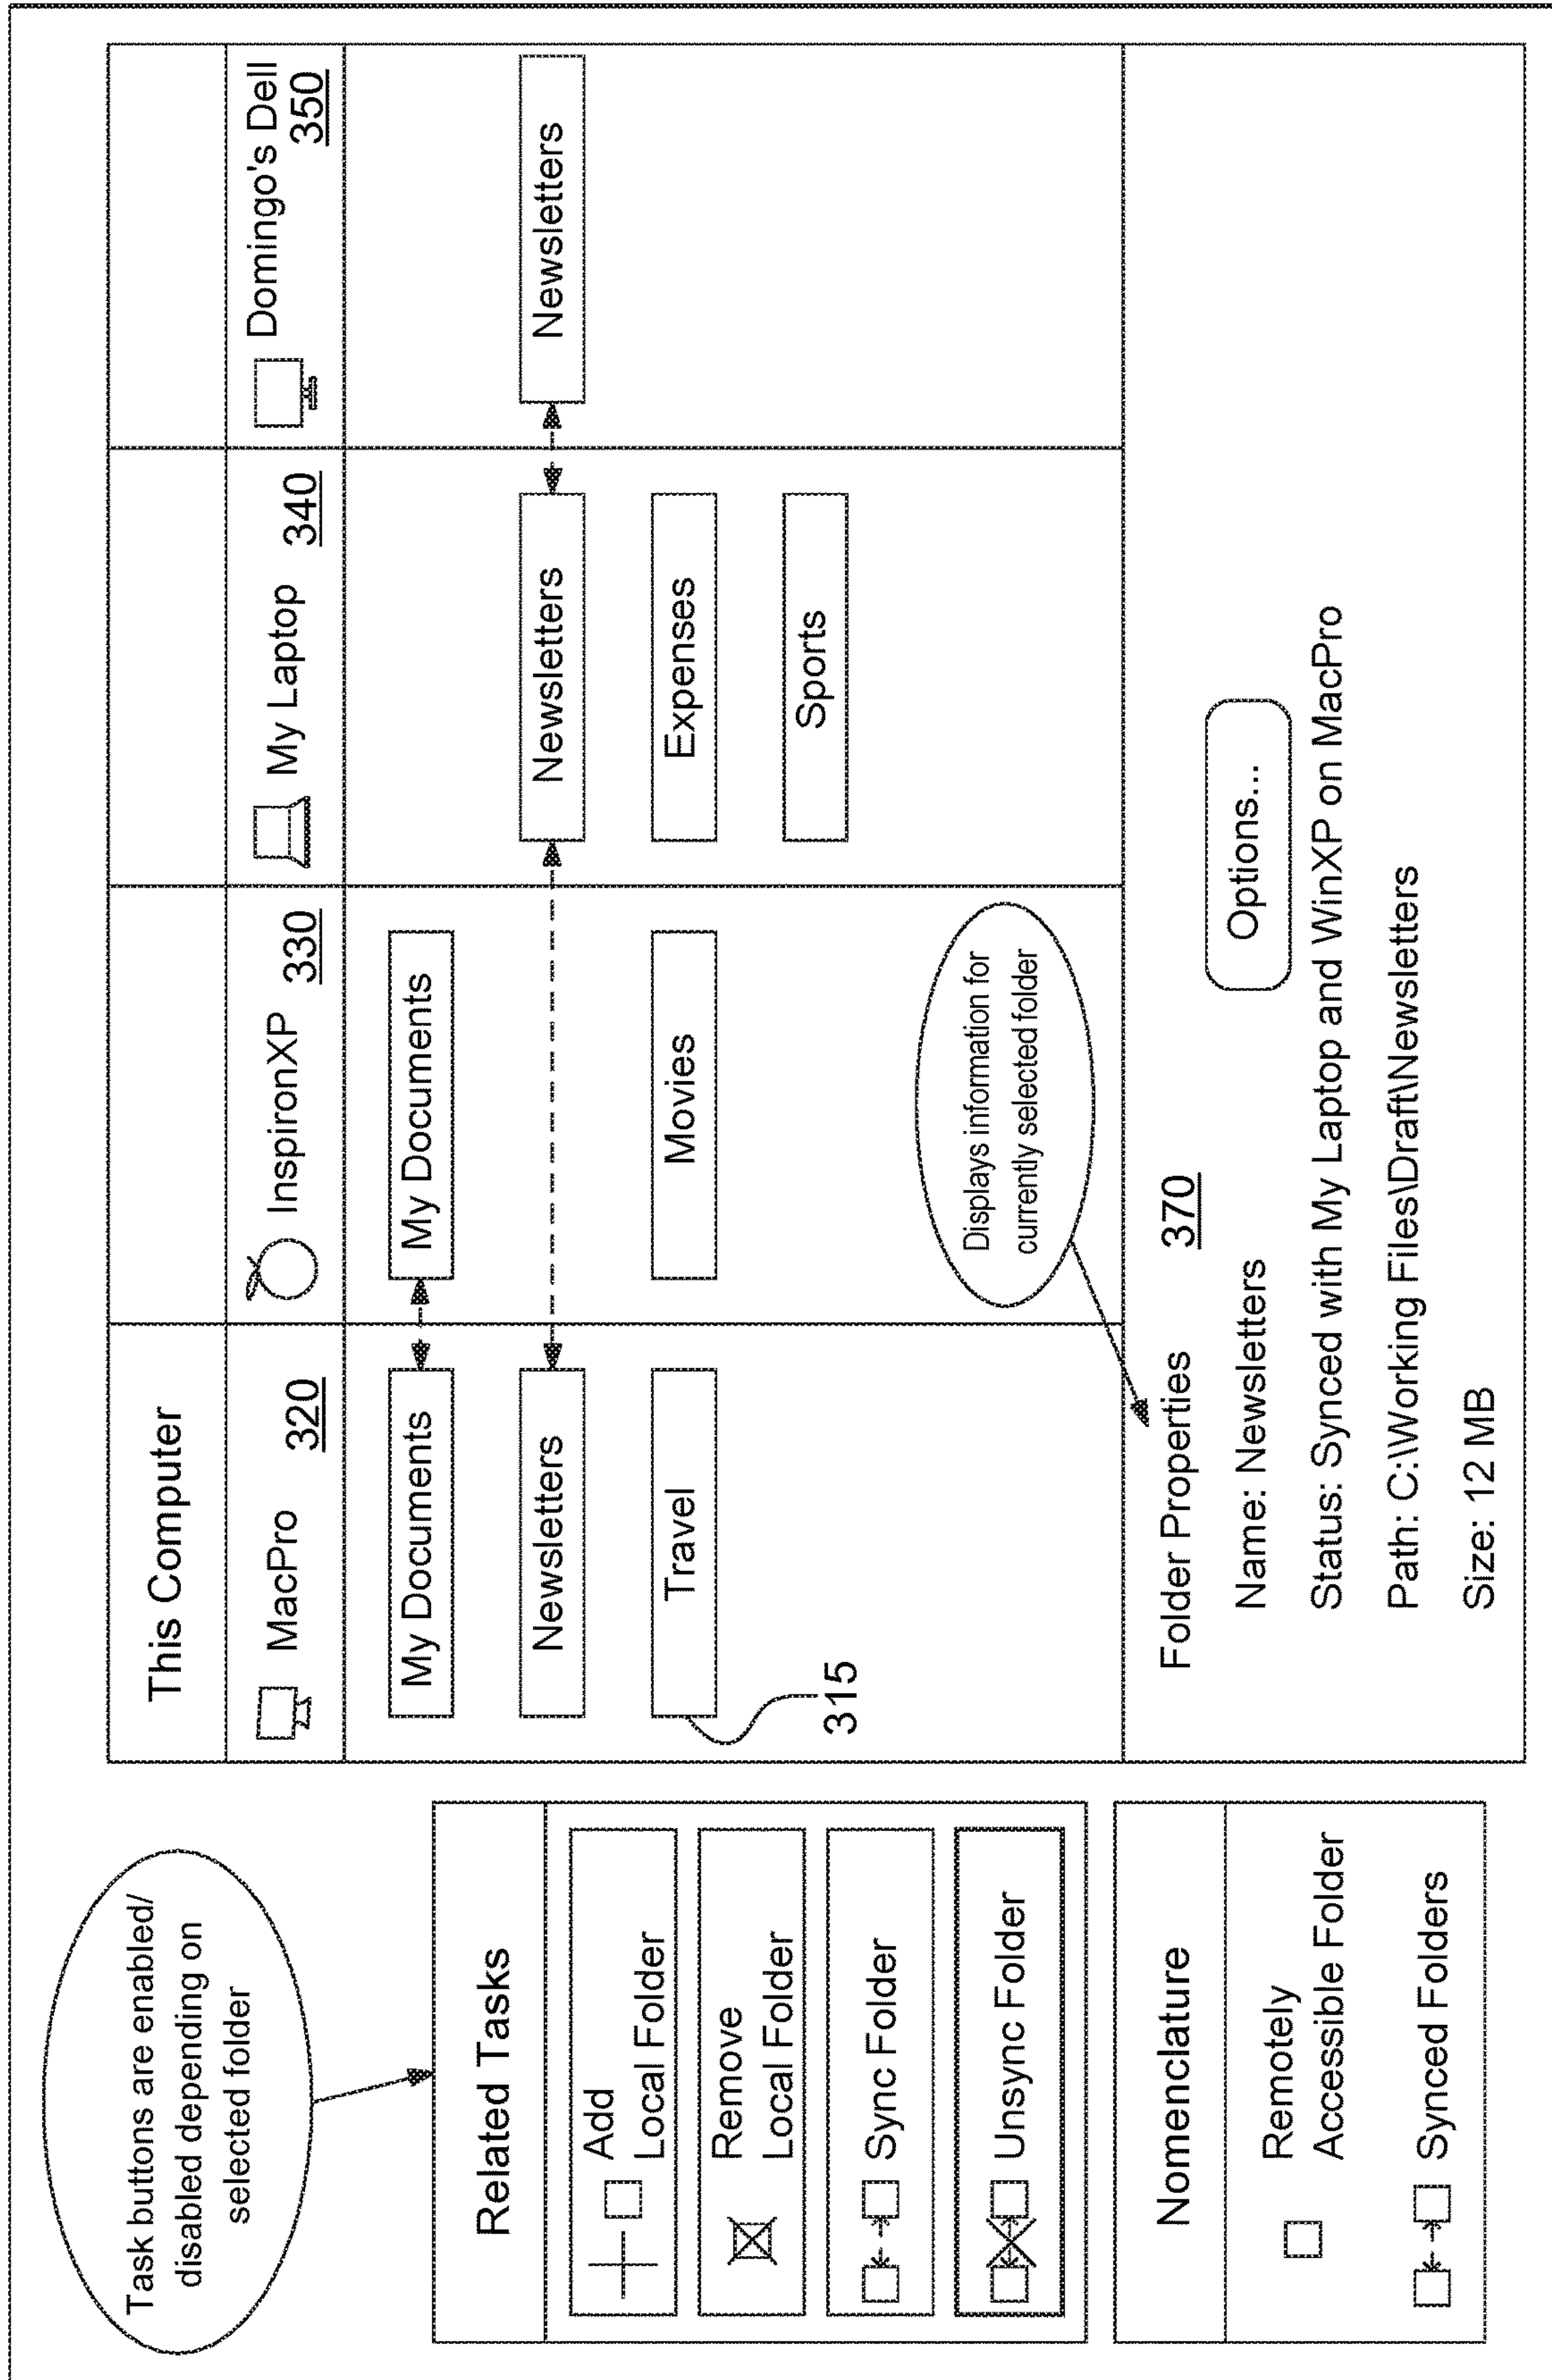 Task buttons are enabled/
disabled depending on
selected folder
Related Tasks
Add
Local Folder
Remove
Local Folder
Sync Folder
Unsync Folder
Nomenclature
Remotely
Accessible Folder
Synced Folders
This Computer
MacPro
320
InspironXP
330
My Laptop
340
Domingo's Dell
350
My Documents
My Documents
Newsletters
Newsletters
Newsletters
Travel
Movies
Expenses
Sports
315
Displays information for
currently selected folder
Folder Properties
370
Name: Newsletters
Options...
Status: Synced with My Laptop and WinXP on MacPro
Path: C:\Working Files\Draft\Newsletters
Size: 12 MB